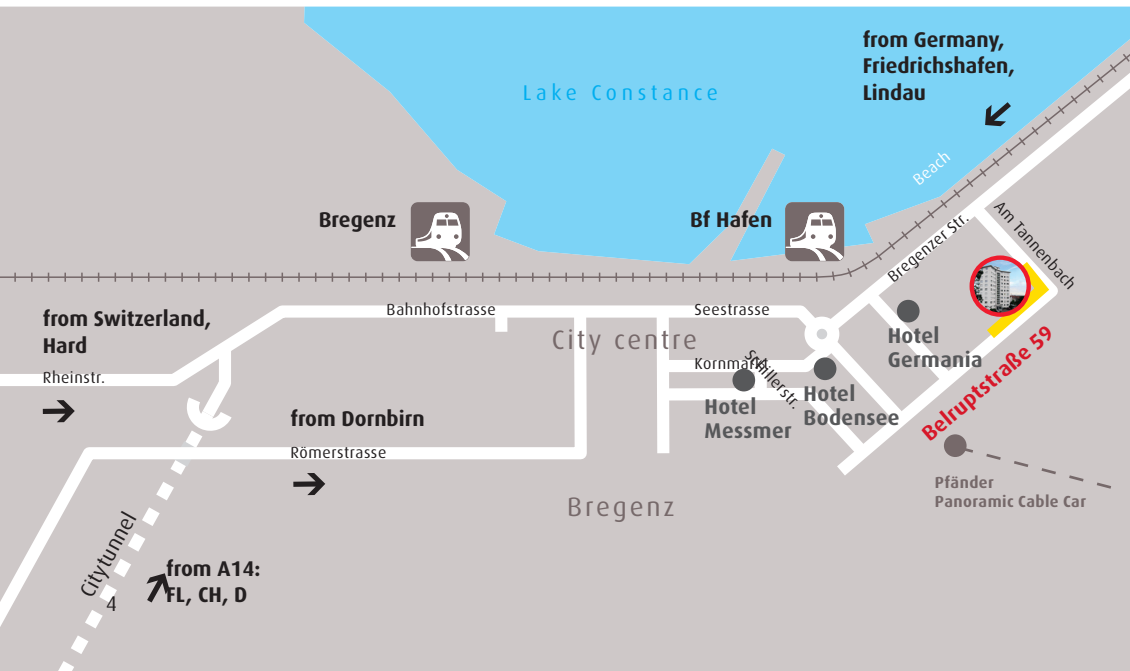 from Germany,
Friedrichshafen,
Lindau
Lake Constance
Beach
Bregenz
Bf Hafen
Am Tannenbach
Bregenzer Str.
Bahnhofstrasse
Seestrasse
from Switzerland,
Hard
City centre
Hotel
Germania
Kornmarkt
Schillerstr.
Rheinstr.
Belruptstraße 59
Hotel
Messmer
Hotel
Bodensee
from Dornbirn
Römerstrasse
Pfänder
Panoramic Cable Car
Bregenz
Citytunnel
4
from A14:
FL, CH, D